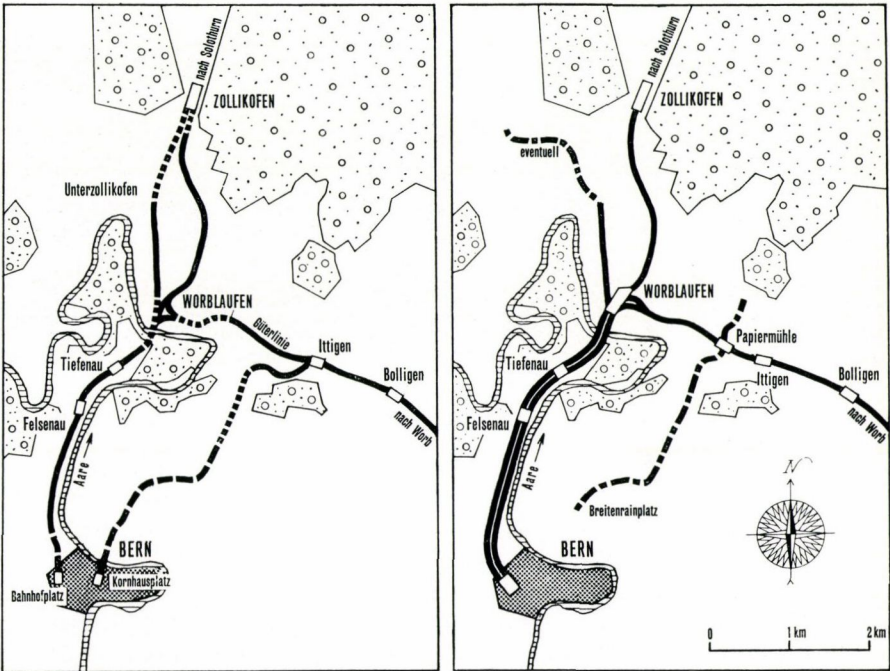 nach Solothurn
ZOLLIKOFEN
Unterzollikofen
WORBLAUFEN
Güterlinie
Ittigen
Tiefenau
Bolligen
Felsenau
nach Worb
Aare
BERN
Bahnhofplatz
Kornhausplatz
nach Solothurn
ZOLLIKOFEN
eventuell
WORBLAUFEN
Papiermühle
Tiefenau
Ittigen
Bolligen
Felsenau
nach Worb
Aare
N
Breitenrainplatz
BERN
0 1 km 2 km